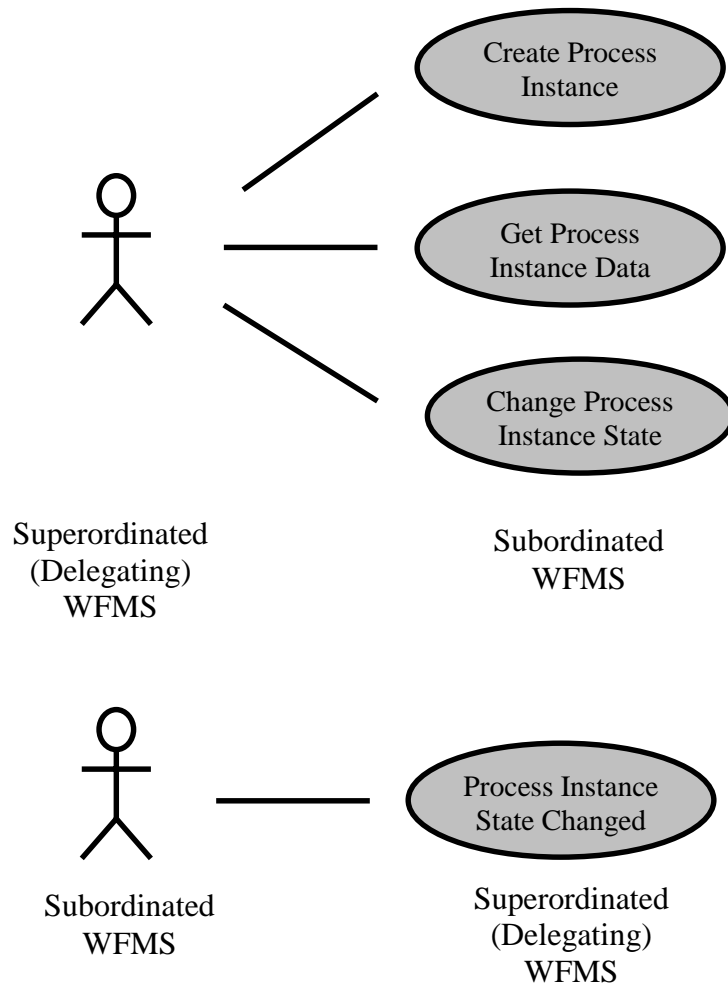 Create Process
Instance
Get Process
Instance Data
Change Process
Instance State
Superordinated
(Delegating)
WFMS
Subordinated
WFMS
Process Instance
State Changed
Subordinated
WFMS
Superordinated
(Delegating)
WFMS